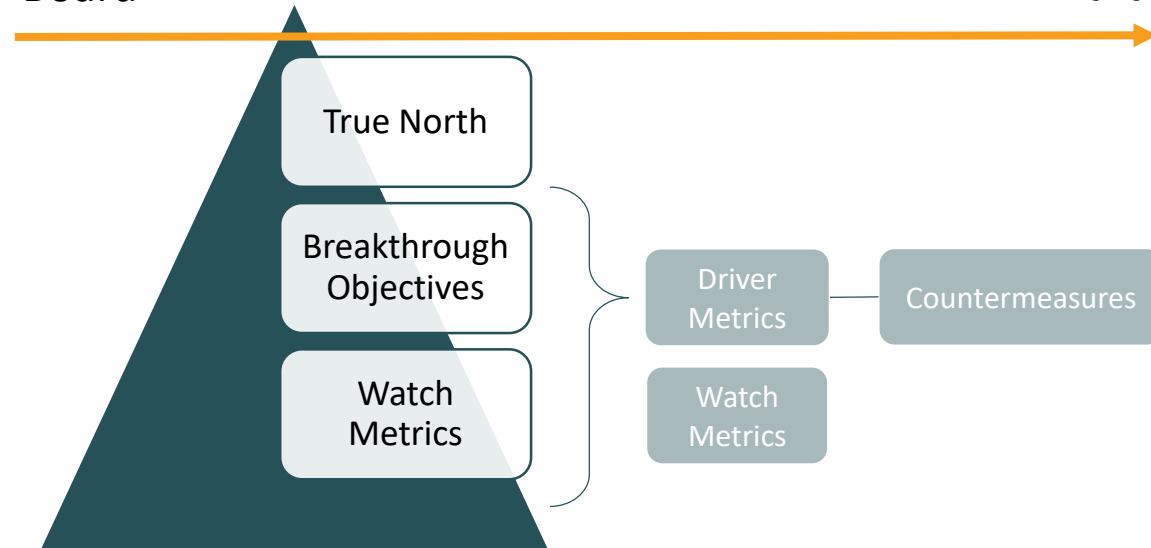 True North
Breakthrough
Objectives
Driver
Metrics
Countermeasures
Watch
Metrics
Watch
Metrics